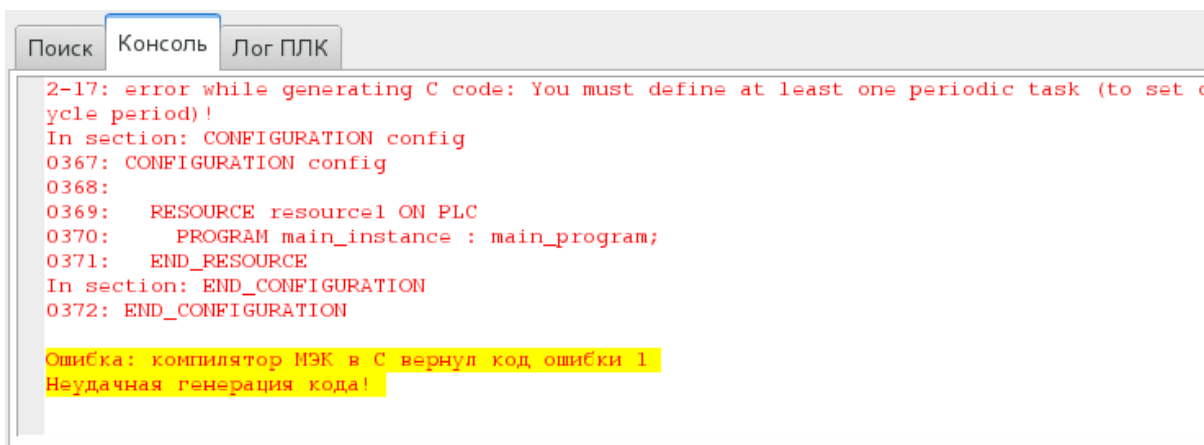 Поиск Консоль Лог ПЛК
2-17: error while generating C code: You must define at least one periodic task (to set c
ycle period)!
In section: CONFIGURATION config
0367: CONFIGURATION config
0368:
0369:   RESOURCE resource1 ON PLC
0370:     PROGRAM main_instance : main_program;
0371:   END_RESOURCE
In section: END_CONFIGURATION
0372: END_CONFIGURATION
Ошибка: компилятор МЭК в C вернул код ошибки 1
Неудачная генерация кода!